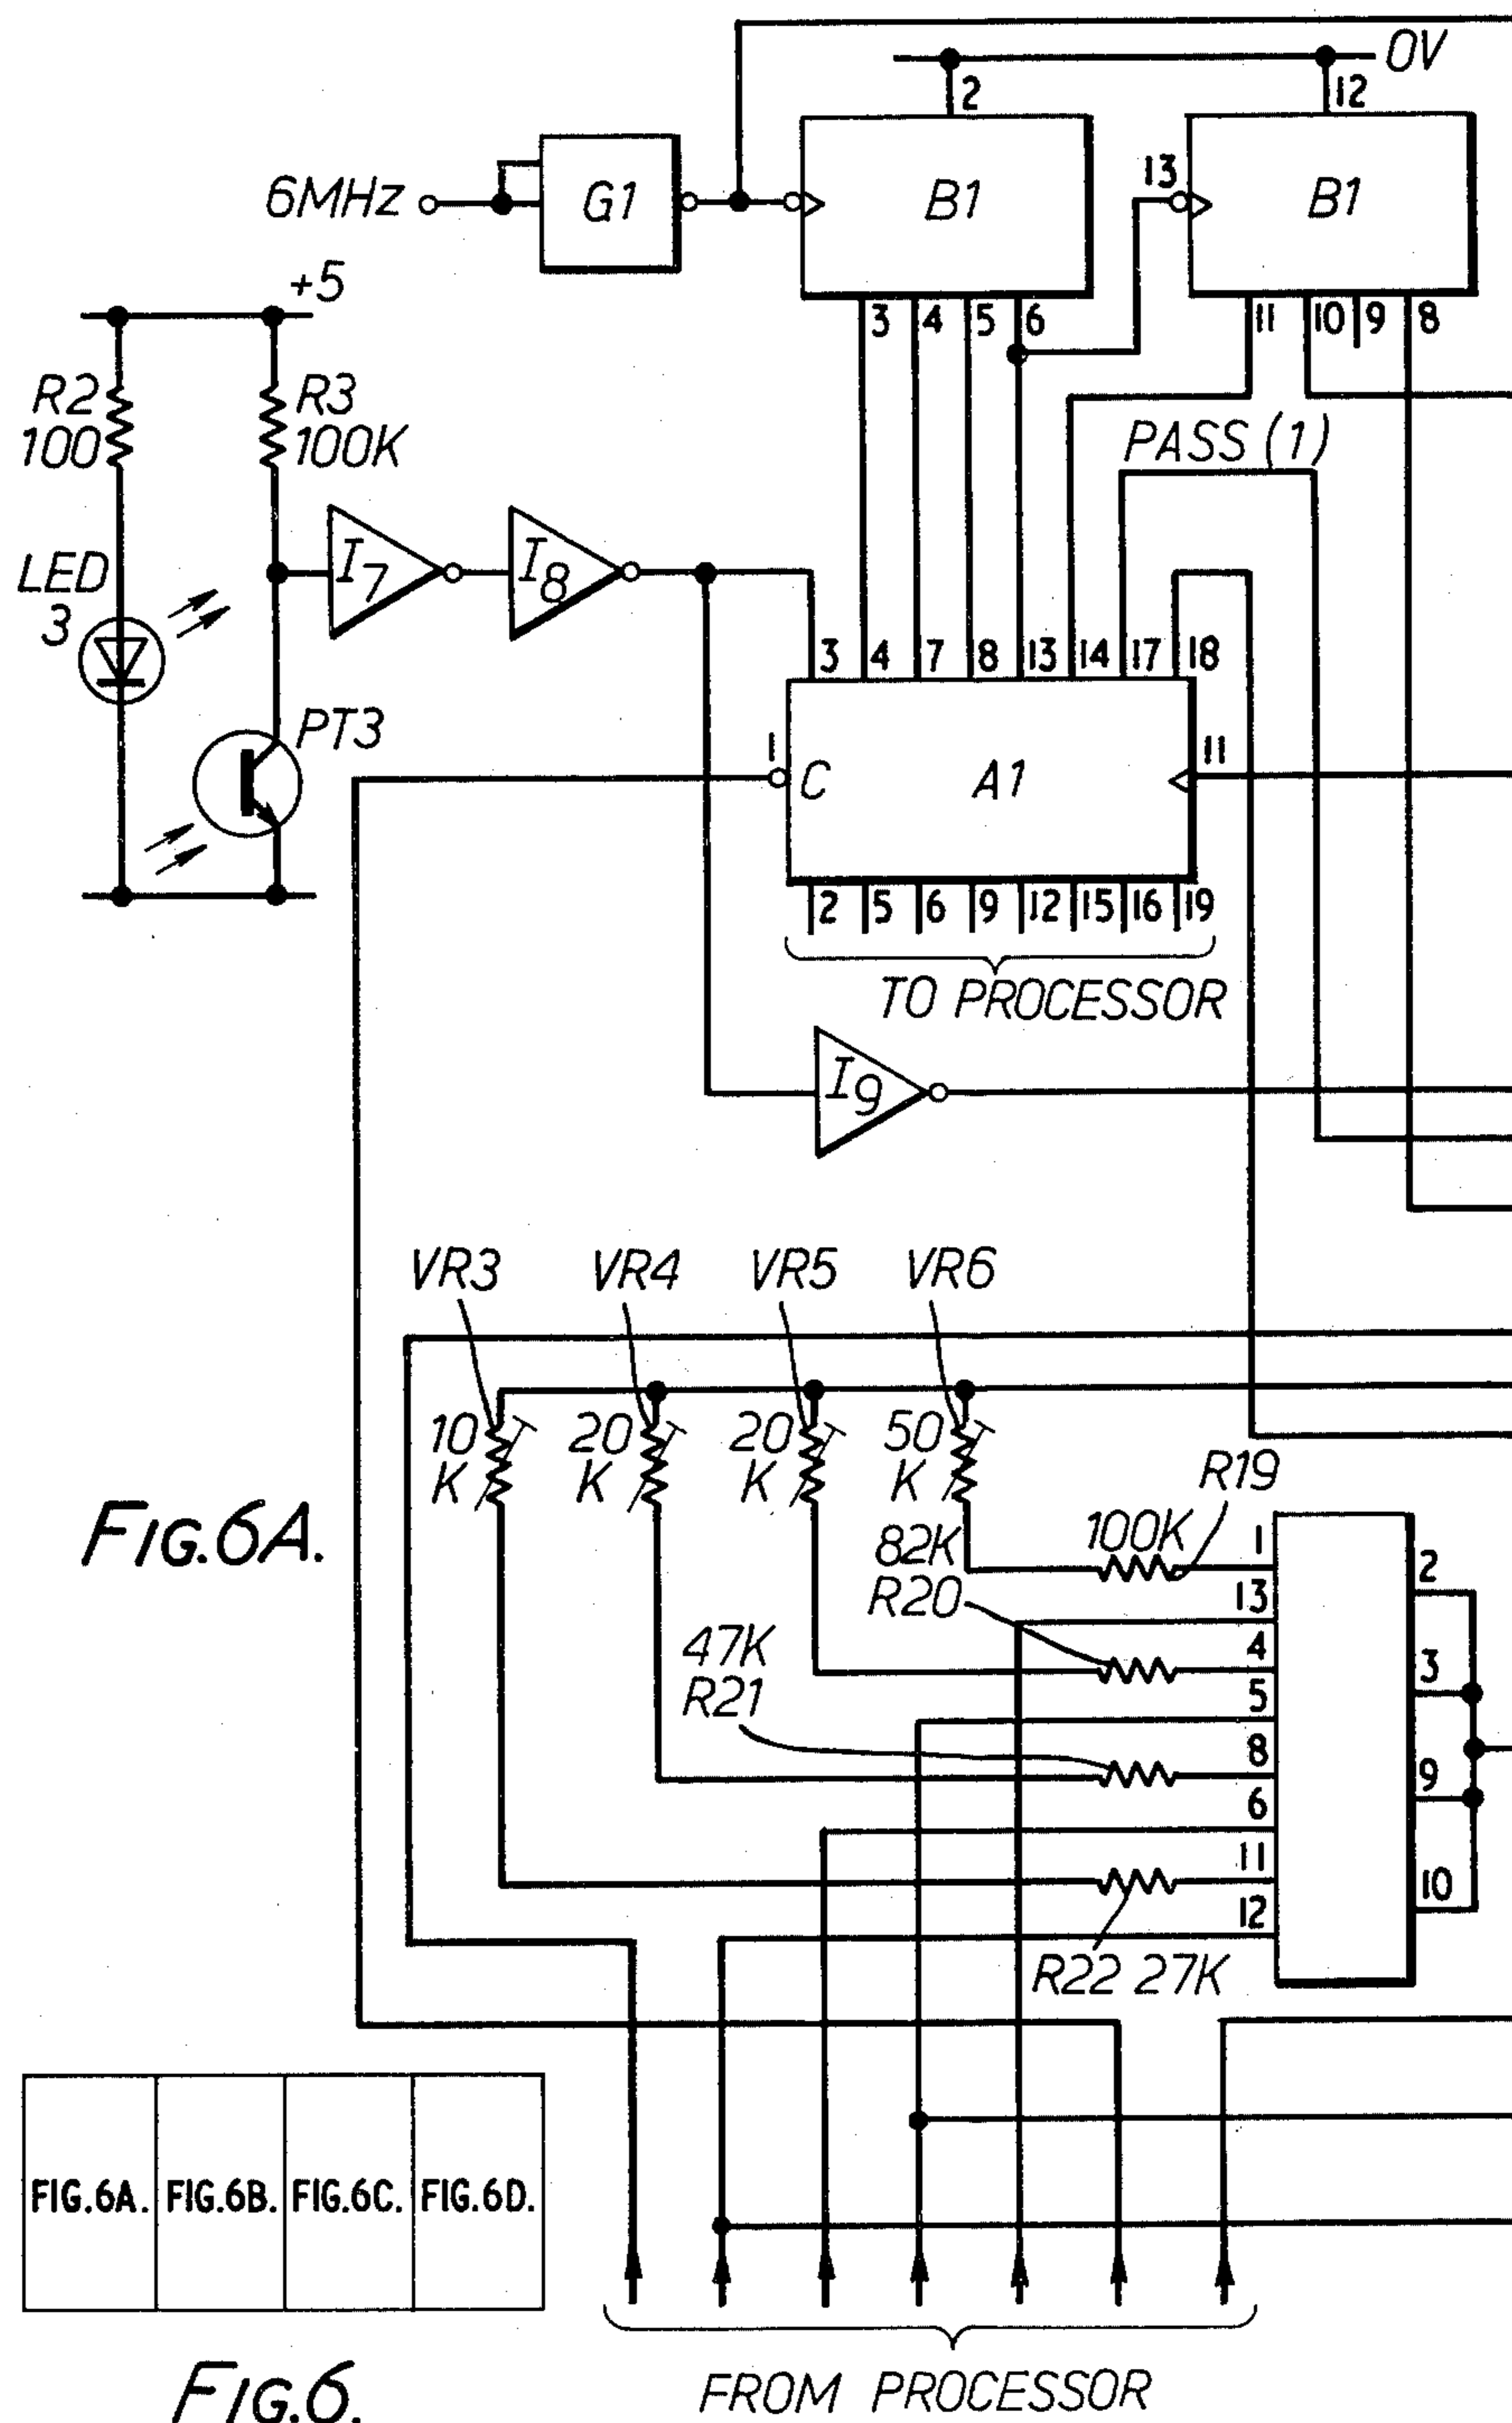 0V
2
12
6MHz
G1
B1
13
B1
+5
3 4 5 6
11 10 9 8
R2
100
R3
100K
PASS (1)
I7
I8
LED
3
3 4 7 8 13 14 17 18
PT3
1
C
A1
11
2 5 6 9 12 15 16 19
TO PROCESSOR
I9
VR3 VR4 VR5 VR6
10
K
20
K
20
K
50
K
R19
FIG.6A.
100K
82K
R20
1
2
13
47K
R21
4
3
5
8
9
6
11
10
12
R22 27K
FIG.6A. FIG.6B. FIG.6C. FIG.6D.
FIG.6.
FROM PROCESSOR